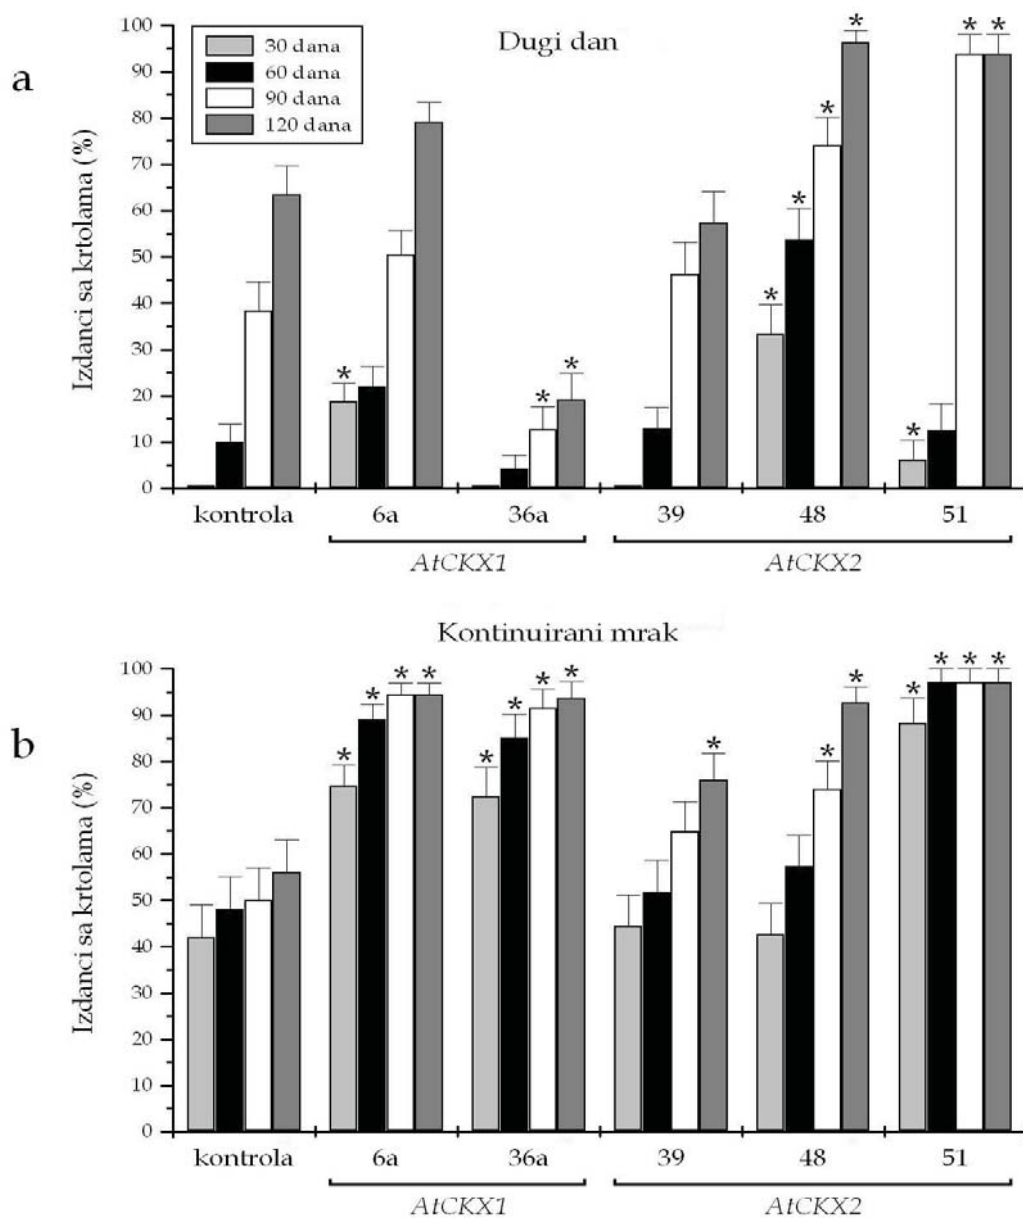 a
Dugi dan
30 dana
60 dana
90 dana
120 dana
Izdanci sa krtolama (%)
100
90
80
70
60
50
40
30
20
10
0
* * * * * * * * * * *
kontrola 6a 36a 39 48 51
AtCKX1 AtCKX2
b
Kontinuirani mrak
Izdanci sa krtolama (%)
100
90
80
70
60
50
40
30
20
10
0
* * * * * * * * * * * * * * *
kontrola 6a 36a 39 48 51
AtCKX1 AtCKX2